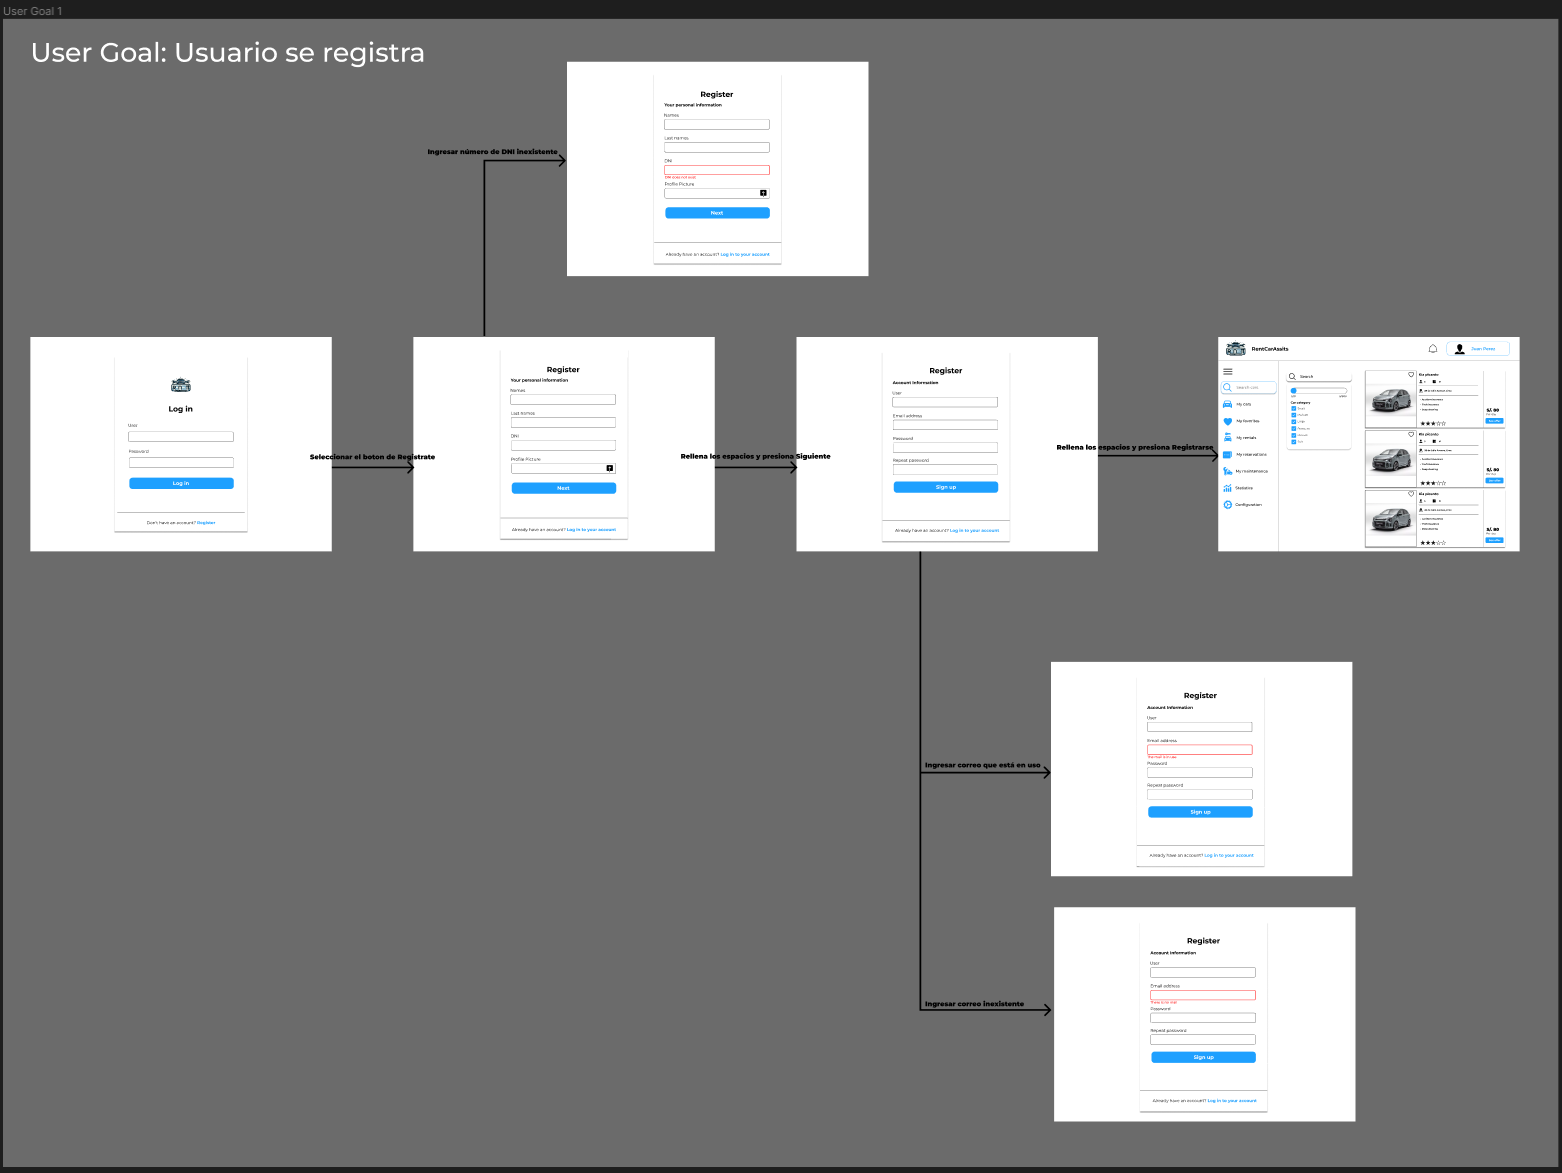 User Goal 1
User Goal: Usuario se registra
Register
Your personal information
Names
Last names
DNI
DNI does not exist
Profile Picture
Next
Already have an account? Log in to your account
Ingresar número de DNI inexistente
Log in
User
Password
Log in
Don't have an account? Register
Seleccionar el boton de Registrate
Register
Your personal information
Names
Last names
DNI
Profile Picture
Next
Already have an account? Log in to your account
Rellena los espacios y presiona Siguiente
Register
Account Information
User
Email address
Password
Repeat password
Sign up
Already have an account? Log in to your account
Rellena los espacios y presiona Registrarse
RentCarAssits
Juan Perez
Search cars
My cars
My favorites
My rentals
My reservations
My maintenance
Statistics
Configuration
Search
Car category
Kia picanto
S/. 80
Kia picanto
S/. 80
Kia picanto
S/. 80
Ingresar correo que está en uso
Register
Account Information
User
Email address
Password
Repeat password
Sign up
Already have an account? Log in to your account
Ingresar correo inexistente
Register
Account Information
User
Email address
Password
Repeat password
Sign up
Already have an account? Log in to your account